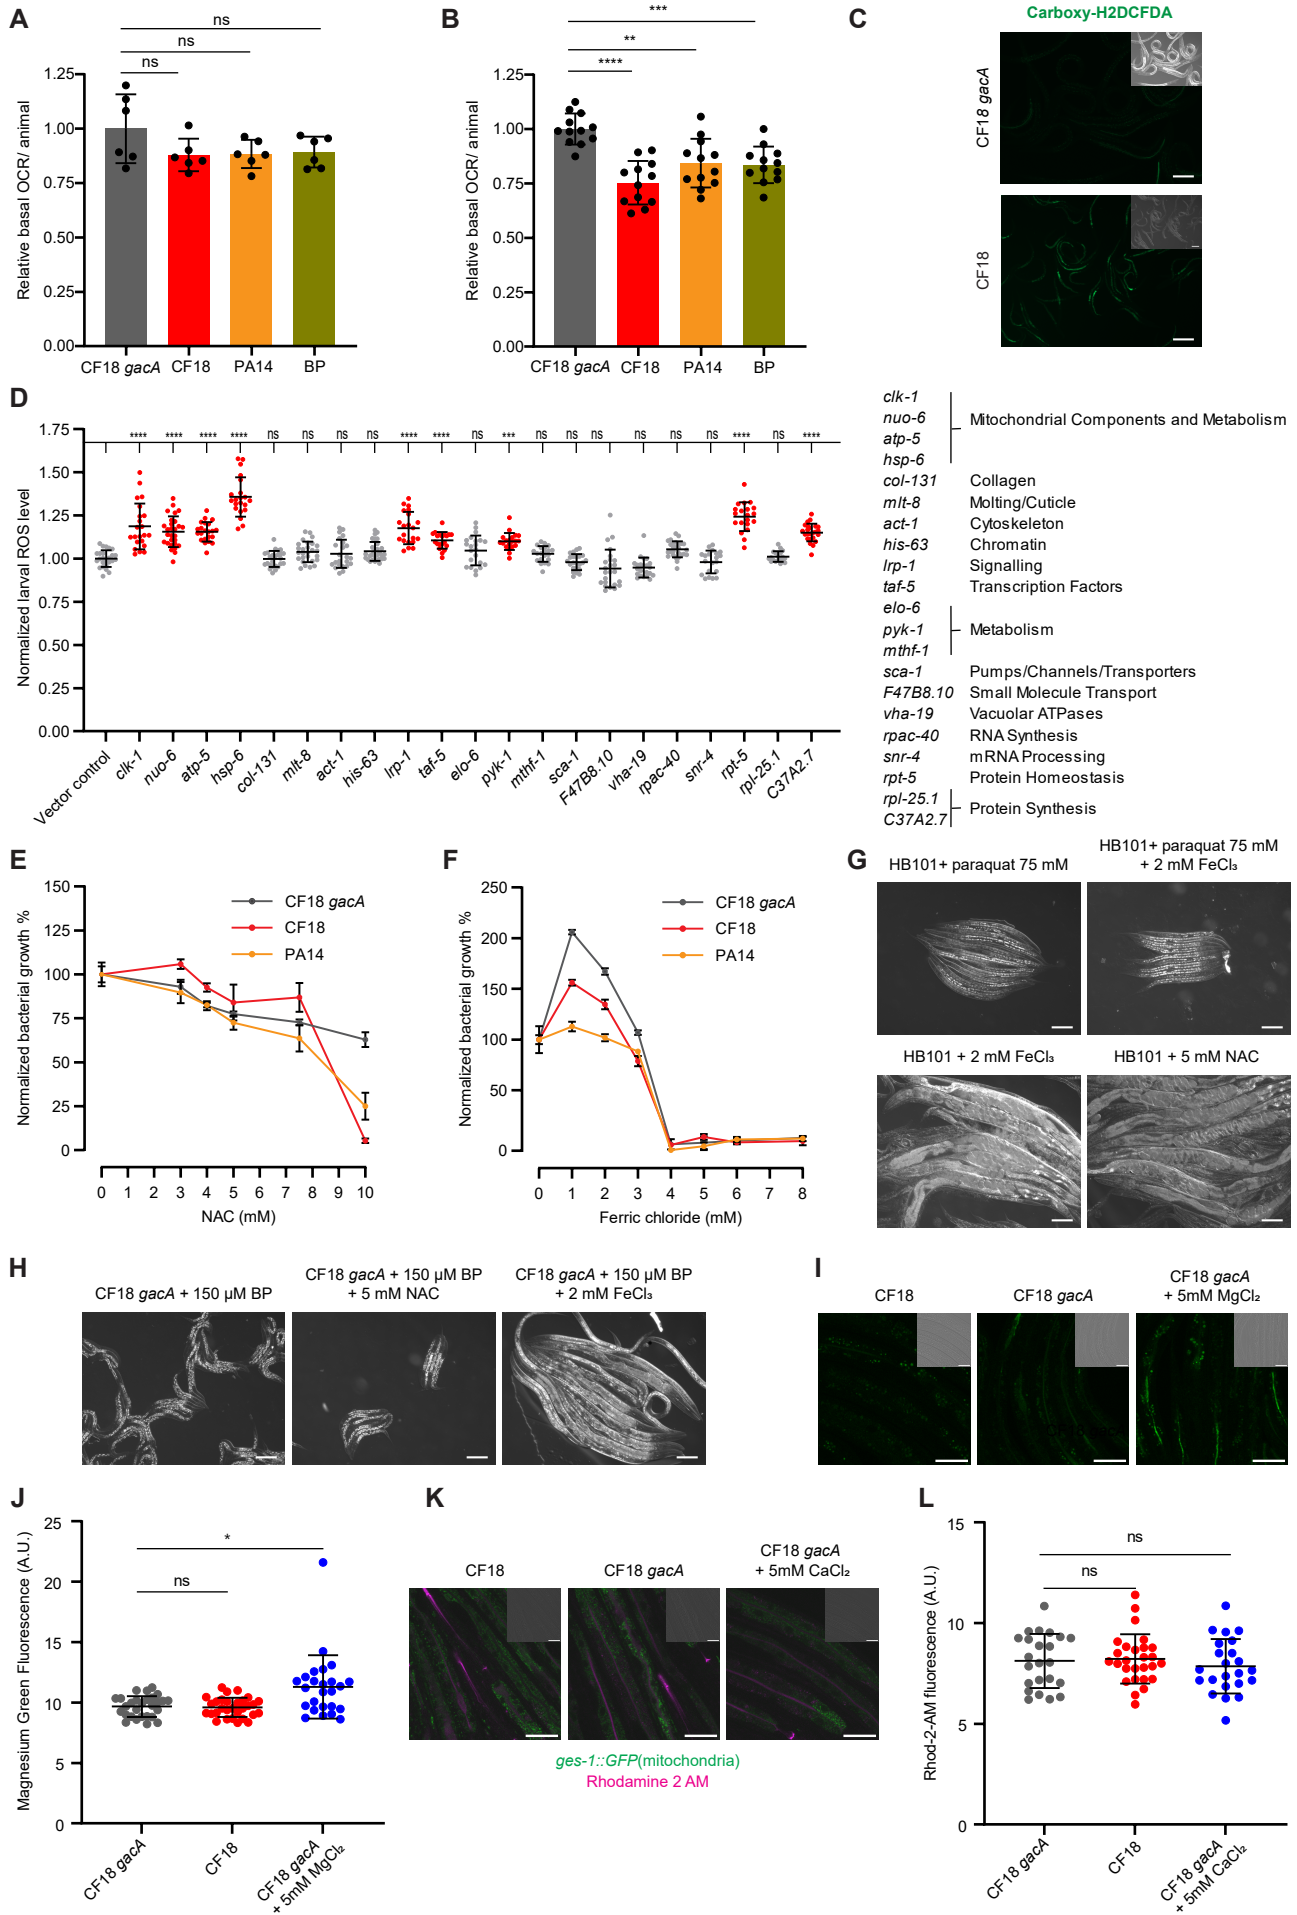 A
ns
ns
ns
Relative basal OCR/ animal
1.25
1.00
0.75
0.50
0.25
0.00
CF18 gacA
CF18
PA14
BP
B
***
**
****
Relative basal OCR/ animal
1.25
1.00
0.75
0.50
0.25
0.00
CF18 gacA
CF18
PA14
BP
C
Carboxy-H2DCFDA
CF18 gacA
CF18
D
Normalized larval ROS level
1.75
1.50
1.25
1.00
0.75
0.50
0.25
0.00
**** **** **** **** ns ns ns ns **** **** ns *** ns ns ns ns ns ns **** ns ****
Vector control
clk-1
nuo-6
atp-5
hsp-6
col-131
mlt-8
act-1
his-63
lrp-1
taf-5
elo-6
pyk-1
mthf-1
sca-1
F47B8.10
vha-19
rpac-40
snr-4
rpt-5
rpl-25.1
C37A2.7
clk-1
nuo-6
Mitochondrial Components and Metabolism
atp-5
hsp-6
col-131 Collagen
mlt-8 Molting/Cuticle
act-1 Cytoskeleton
his-63 Chromatin
lrp-1 Signalling
taf-5 Transcription Factors
elo-6
pyk-1 Metabolism
mthf-1
sca-1 Pumps/Channels/Transporters
F47B8.10 Small Molecule Transport
vha-19 Vacuolar ATPases
rpac-40 RNA Synthesis
snr-4 mRNA Processing
rpt-5 Protein Homeostasis
rpl-25.1
Protein Synthesis
C37A2.7
E
Normalized bacterial growth %
150
125
100
75
50
25
0
CF18 gacA
CF18
PA14
0 1 2 3 4 5 6 7 8 9 10
NAC (mM)
F
Normalized bacterial growth %
250
200
150
100
50
0
CF18 gacA
CF18
PA14
0 1 2 3 4 5 6 7 8
Ferric chloride (mM)
G
HB101+ paraquat 75 mM
HB101+ paraquat 75 mM
+ 2 mM FeCl₃
HB101 + 2 mM FeCl₃
HB101 + 5 mM NAC
H
CF18 gacA + 150 µM BP
CF18 gacA + 150 µM BP
+ 5 mM NAC
CF18 gacA + 150 µM BP
+ 2 mM FeCl₃
I
CF18
CF18 gacA
CF18 gacA
+ 5mM MgCl₂
J
Magnesium Green Fluorescence (A.U.)
25
20
15
10
5
0
*
ns
CF18 gacA
CF18
CF18 gacA
+ 5mM MgCl₂
K
CF18
CF18 gacA
CF18 gacA
+ 5mM CaCl₂
ges-1::GFP(mitochondria)
Rhodamine 2 AM
L
Rhod-2-AM fluorescence (A.U.)
15
10
5
0
ns
ns
CF18 gacA
CF18
CF18 gacA
+ 5mM CaCl₂